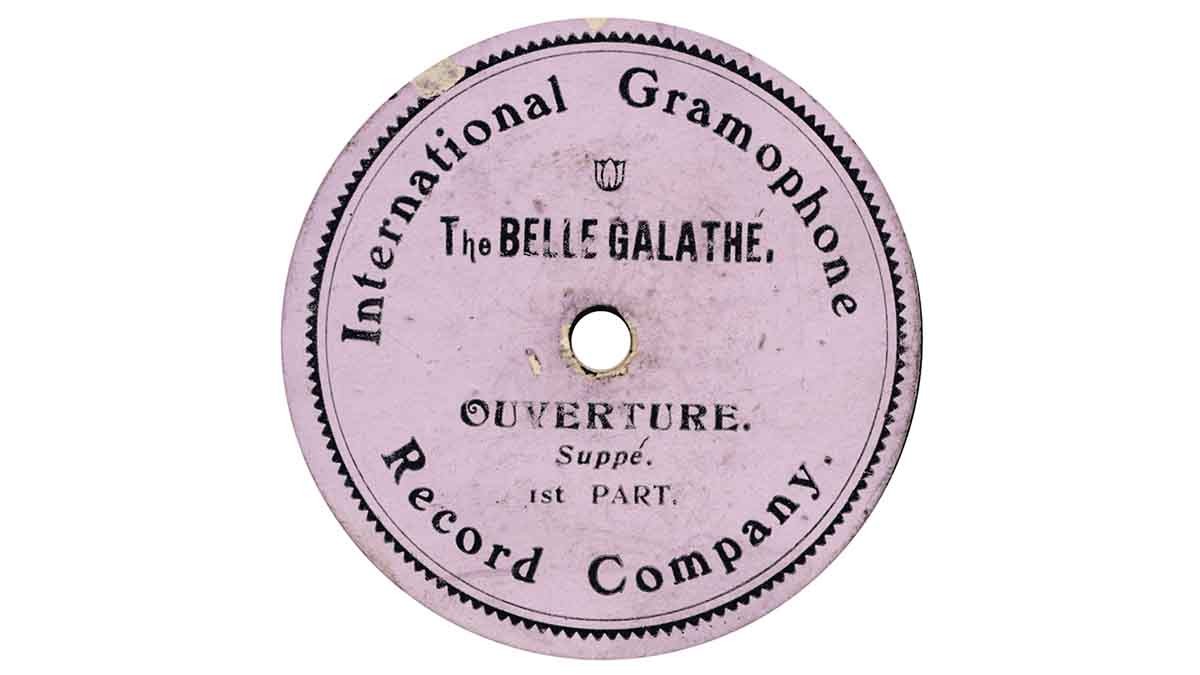 International Gramophone
The BELLE GALATHÉ.
OUVERTURE.
Suppé.
1st PART.
Record Company.